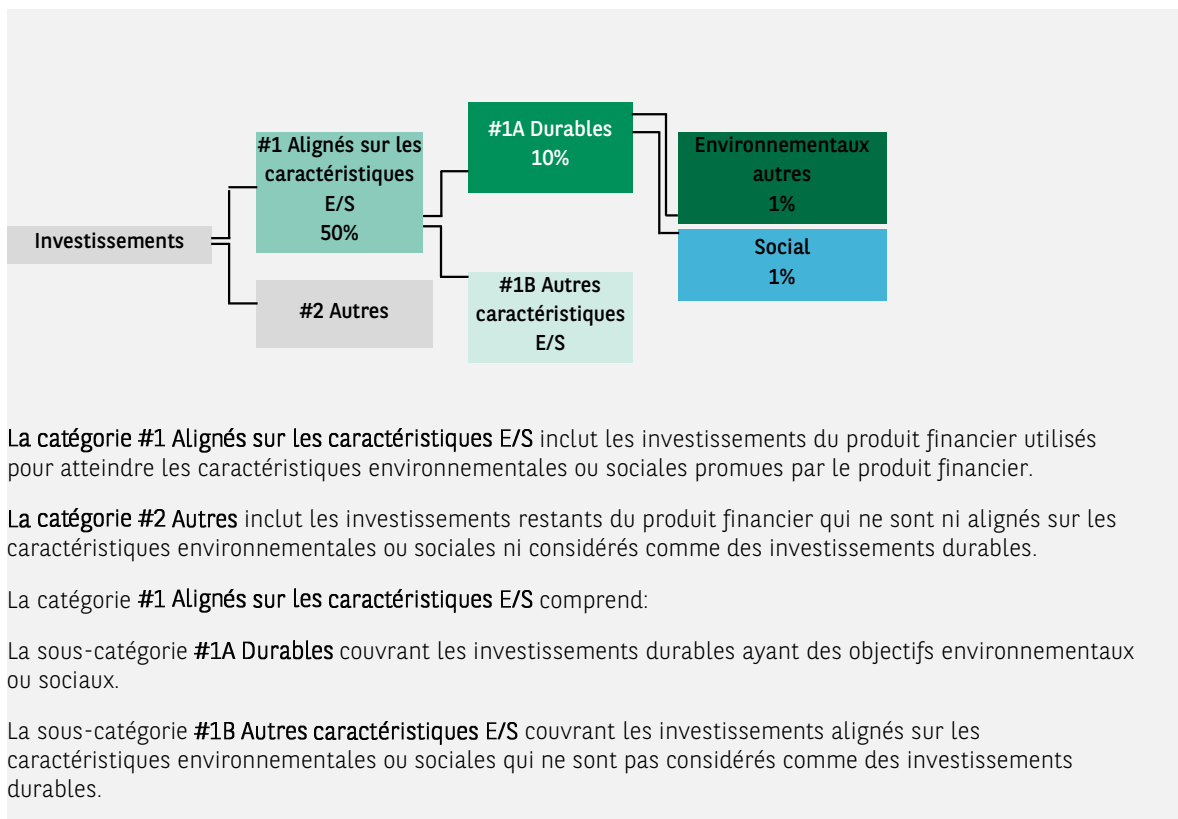 #1A Durables
10%
#1 Alignés sur les
caractéristiques
E/S
50%
Environnementaux
autres
1%
Investissements
Social
1%
#2 Autres
#1B Autres
caractéristiques
E/S
La catégorie #1 Alignés sur les caractéristiques E/S inclut les investissements du produit financier utilisés
pour atteindre les caractéristiques environnementales ou sociales promues par le produit financier.
La catégorie #2 Autres inclut les investissements restants du produit financier qui ne sont ni alignés sur les
caractéristiques environnementales ou sociales ni considérés comme des investissements durables.
La catégorie #1 Alignés sur les caractéristiques E/S comprend:
La sous-catégorie #1A Durables couvrant les investissements durables ayant des objectifs environnementaux
ou sociaux.
La sous-catégorie #1B Autres caractéristiques E/S couvrant les investissements alignés sur les
caractéristiques environnementales ou sociales qui ne sont pas considérés comme des investissements
durables.